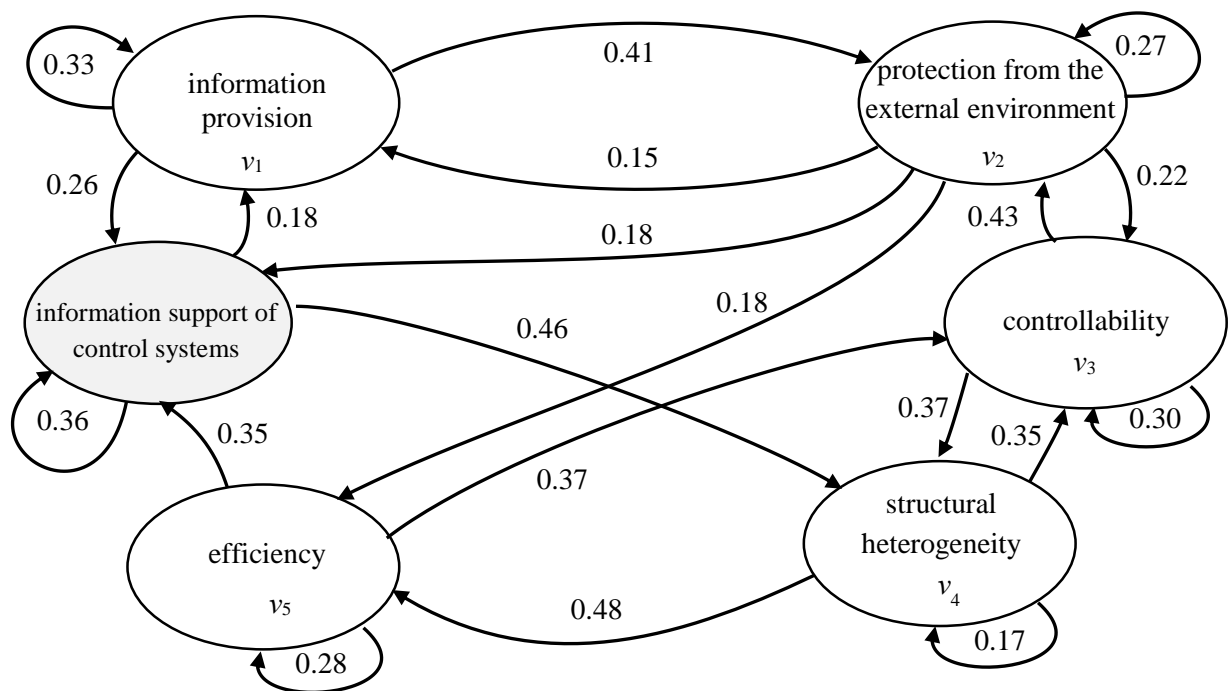 0.33
information
provision
v1
0.41
protection from the
external environment
v2
0.27
0.26
0.18
0.15
0.18
0.22
0.43
information support of
control systems
0.36
0.46
0.18
controllability
v3
0.30
0.35
0.37
0.37
0.35
efficiency
v5
0.28
0.48
structural
heterogeneity
v4
0.17